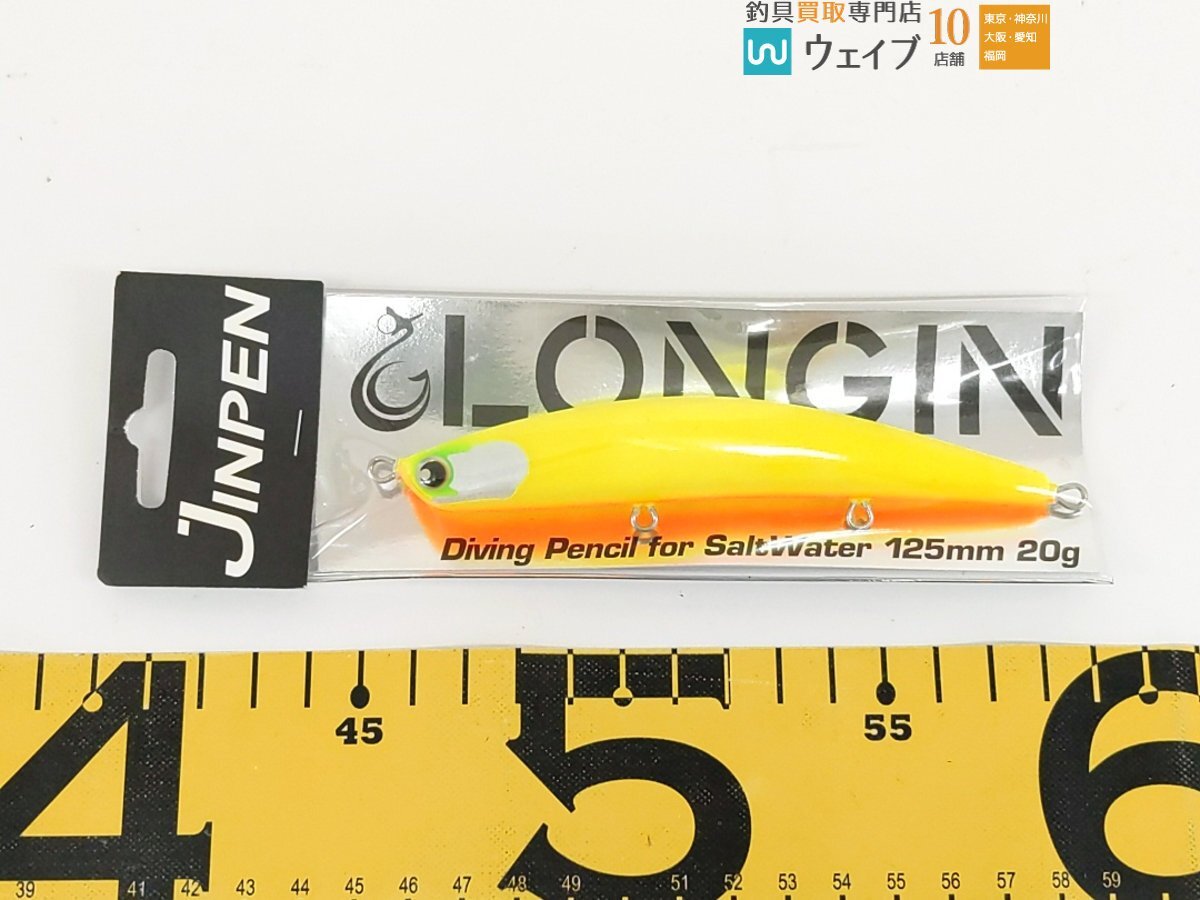 釣具買取専門店
ウェイブ
10
店舗
東京・神奈川
大阪・愛知
福岡
JINPEN
LONGIN
Diving Pencil for SaltWater 125mm 20g
45 55
4 5 6
39 41 42 43 44 45 46 47 48 49 51 52 53 54 55 56 57 58 59